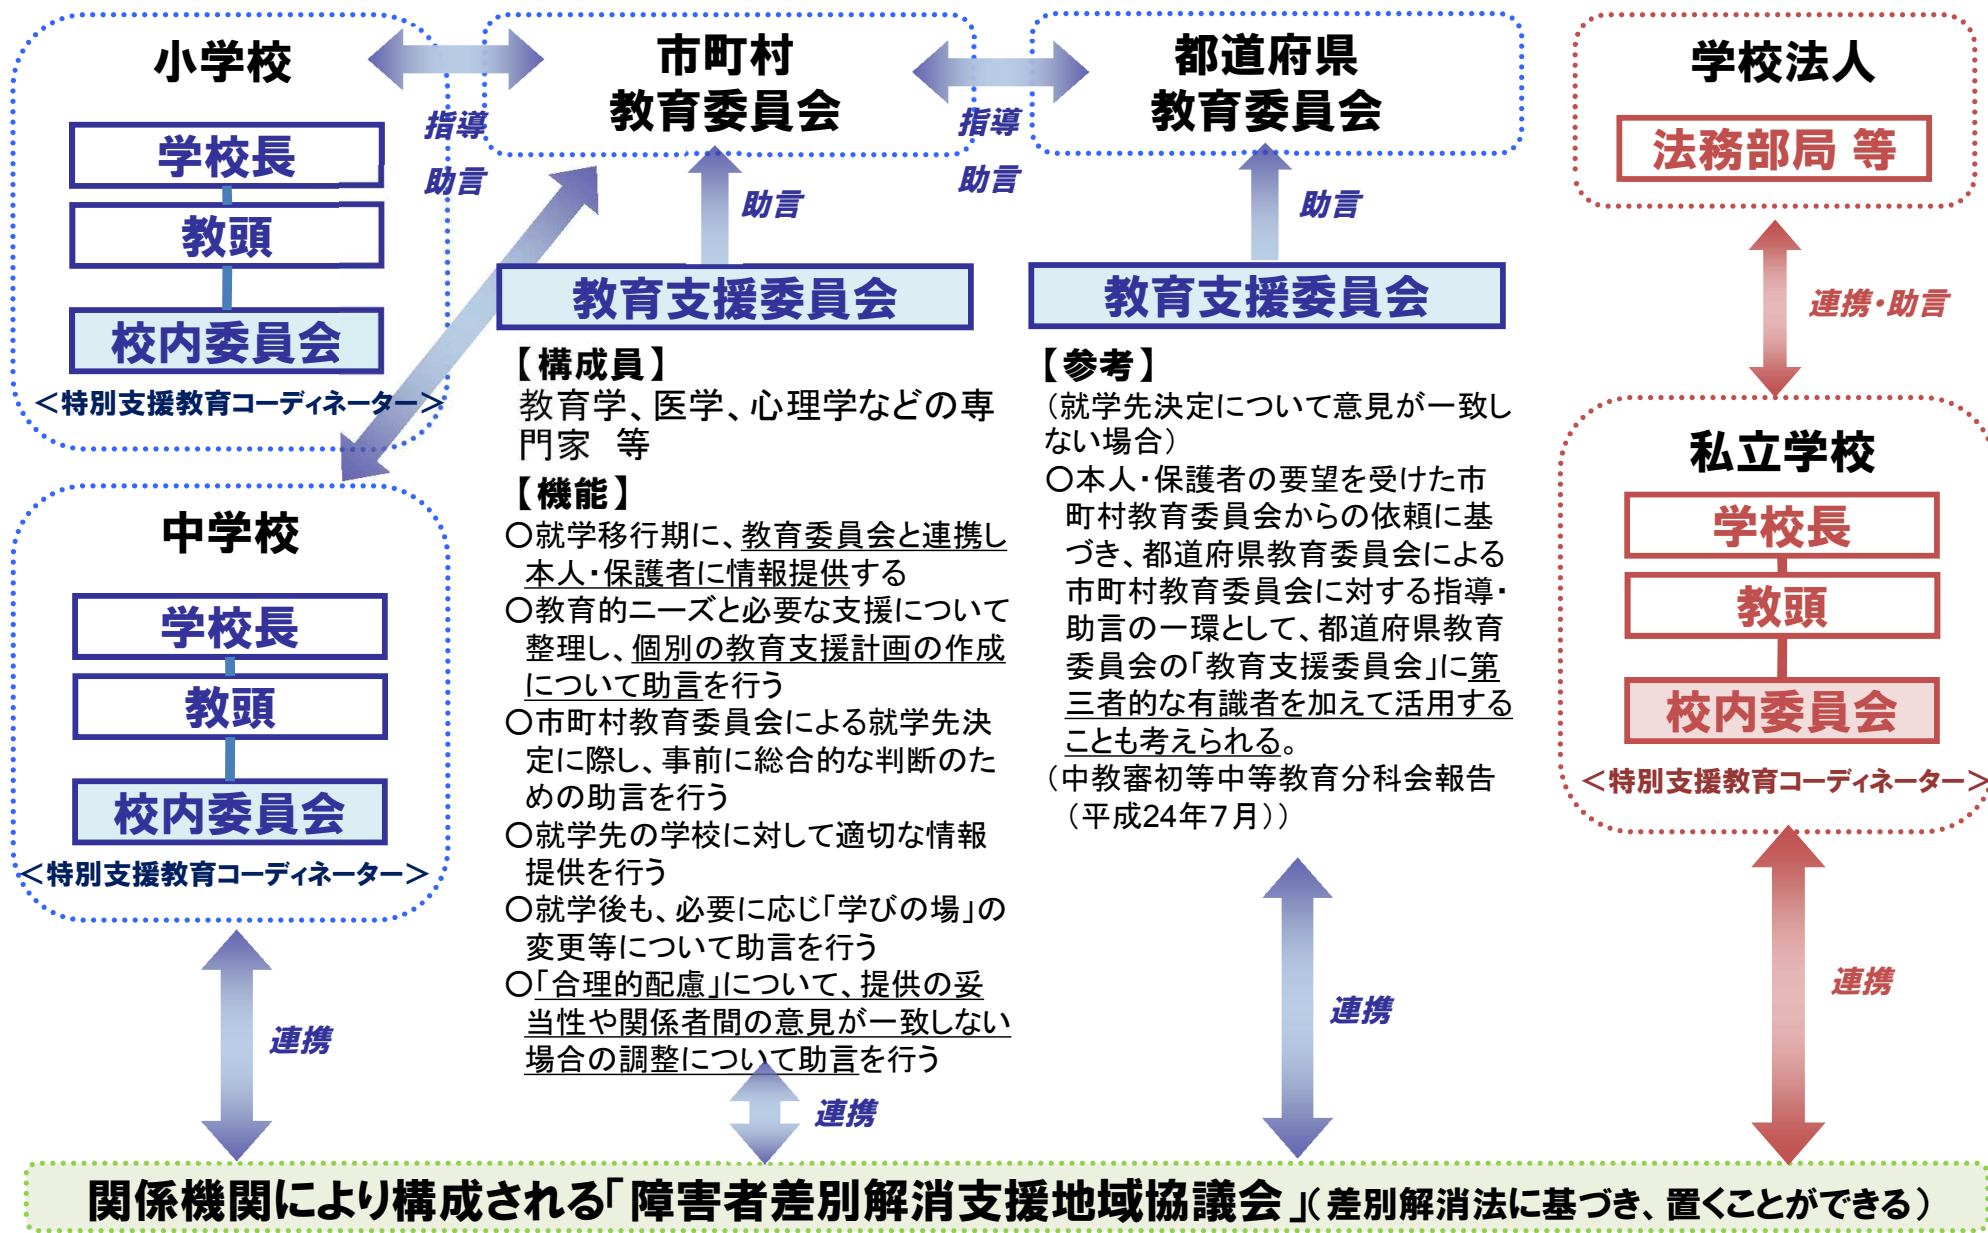 小学校
学校長
教頭
校内委員会
＜特別支援教育コーディネーター＞
指導
助言
市町村
教育委員会
指導
助言
都道府県
教育委員会
学校法人
法務部局 等
助言
助言
連携・助言
教育支援委員会
【構成員】
教育学、医学、心理学などの専
門家　等
【機能】
○就学移行期に、教育委員会と連携し
本人・保護者に情報提供する
○教育的ニーズと必要な支援について
整理し、個別の教育支援計画の作成
について助言を行う
○市町村教育委員会による就学先決
定に際し、事前に総合的な判断のた
めの助言を行う
○就学先の学校に対して適切な情報
提供を行う
○就学後も、必要に応じ「学びの場」の
変更等について助言を行う
○「合理的配慮」について、提供の妥
当性や関係者間の意見が一致しない
場合の調整について助言を行う
教育支援委員会
【参考】
（就学先決定について意見が一致し
ない場合）
○本人・保護者の要望を受けた市
町村教育委員会からの依頼に基
づき、都道府県教育委員会による
市町村教育委員会に対する指導・
助言の一環として、都道府県教育
委員会の「教育支援委員会」に第
三者的な有識者を加えて活用する
ことも考えられる。
（中教審初等中等教育分科会報告
（平成24年７月））
私立学校
学校長
教頭
校内委員会
＜特別支援教育コーディネーター＞
中学校
学校長
教頭
校内委員会
＜特別支援教育コーディネーター＞
連携
連携
連携
連携
関係機関により構成される「障害者差別解消支援地域協議会」（差別解消法に基づき、置くことができる）